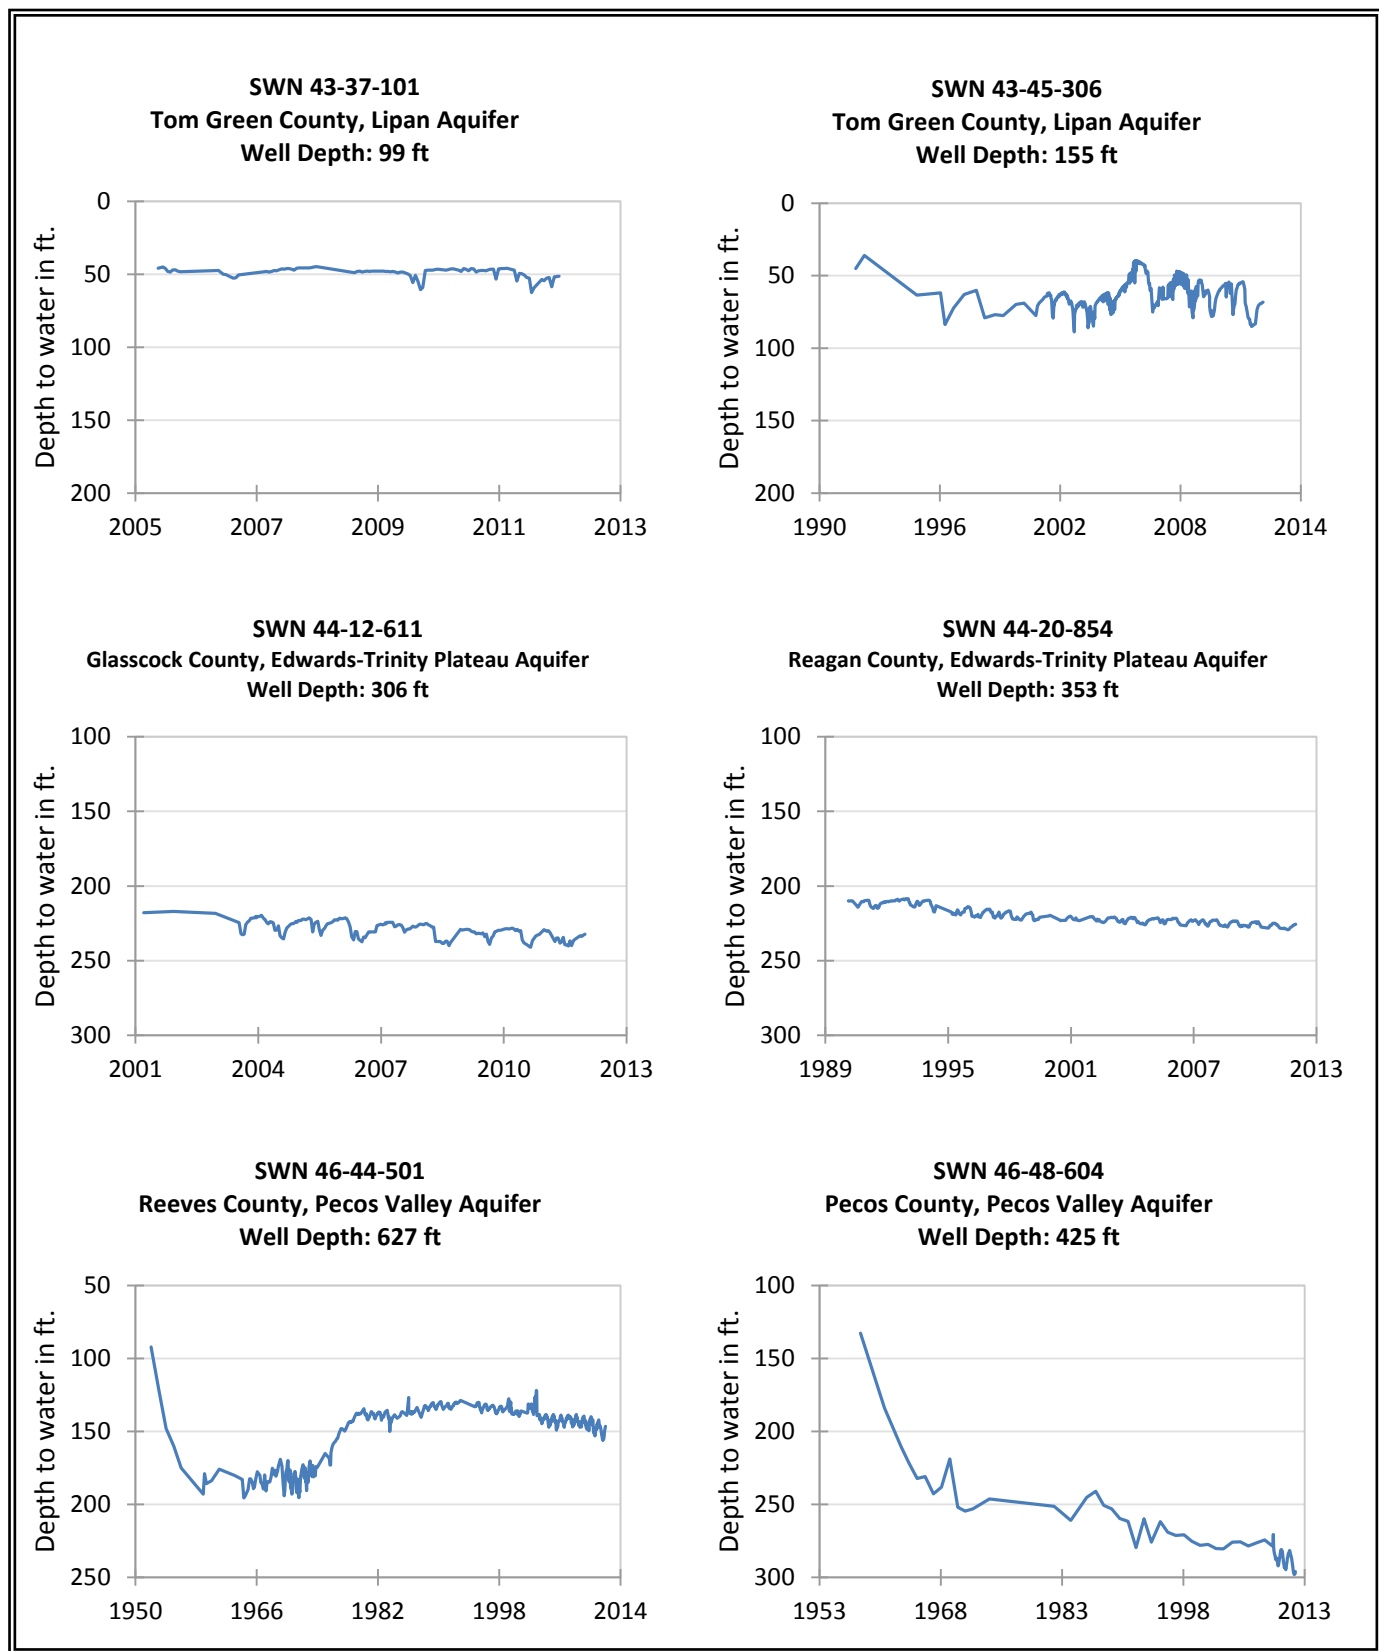 SWN 43-37-101
Tom Green County, Lipan Aquifer
Well Depth: 99 ft
Depth to water in ft.
0
50
100
150
200
2005 2007 2009 2011 2013
SWN 43-45-306
Tom Green County, Lipan Aquifer
Well Depth: 155 ft
Depth to water in ft.
0
50
100
150
200
1990 1996 2002 2008 2014
SWN 44-12-611
Glasscock County, Edwards-Trinity Plateau Aquifer
Well Depth: 306 ft
Depth to water in ft.
100
150
200
250
300
2001 2004 2007 2010 2013
SWN 44-20-854
Reagan County, Edwards-Trinity Plateau Aquifer
Well Depth: 353 ft
Depth to water in ft.
100
150
200
250
300
1989 1995 2001 2007 2013
SWN 46-44-501
Reeves County, Pecos Valley Aquifer
Well Depth: 627 ft
Depth to water in ft.
50
100
150
200
250
1950 1966 1982 1998 2014
SWN 46-48-604
Pecos County, Pecos Valley Aquifer
Well Depth: 425 ft
Depth to water in ft.
100
150
200
250
300
1953 1968 1983 1998 2013